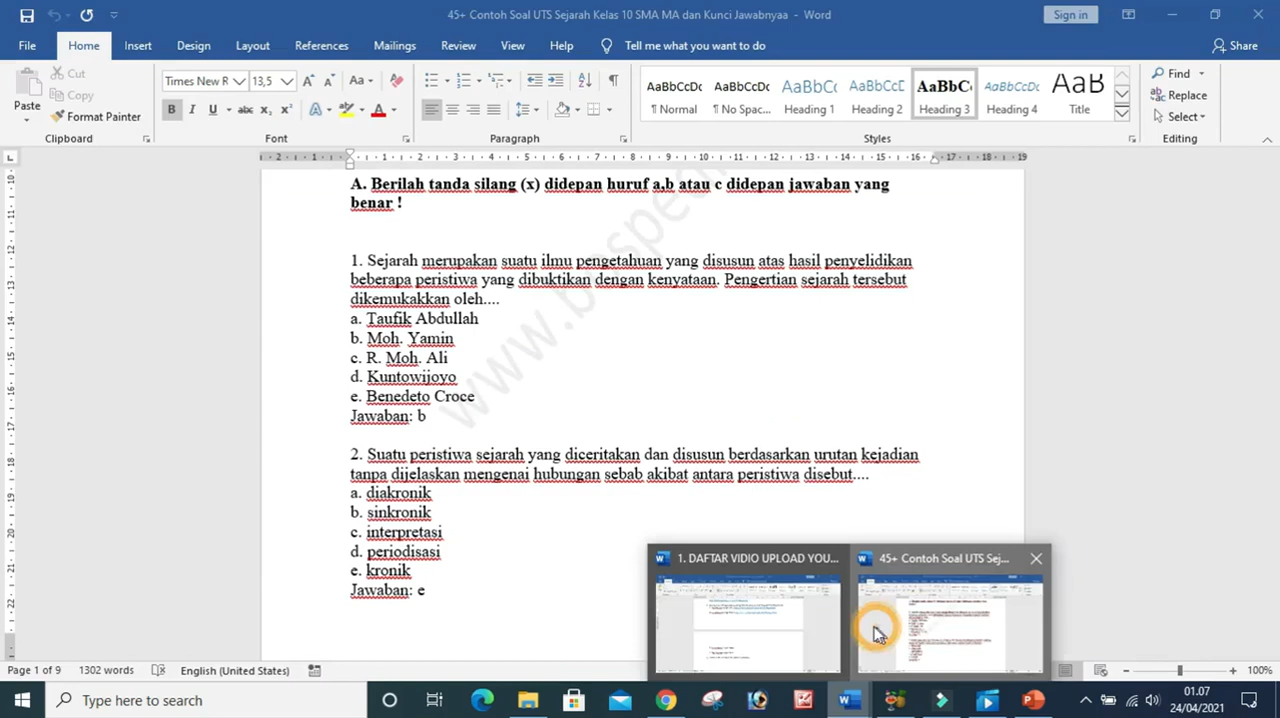 45+ Contoh Soal UTS Sejarah Kelas 10 SMA MA dan Kunci Jawabnyaa - Word
Sign in
File Home Insert Design Layout References Mailings Review View Help Tell me what you want to do
Share
Paste
Cut
Copy
Format Painter
Clipboard
Times New R 13,5
Font
Paragraph
AaBbCcDc AaBbCcDc AaBbC( AaBbCcE AaBbC( AaBbCcDc AaB
¶ Normal ¶ No Spac... Heading 1 Heading 2 Heading 3 Heading 4 Title
Styles
Find
Replace
Select
Editing
A. Berilah tanda silang (x) didepan huruf a,b atau c didepan jawaban yang
benar !
1. Sejarah merupakan suatu ilmu pengetahuan yang disusun atas hasil penyelidikan
beberapa peristiwa yang dibuktikan dengan kenyataan. Pengertian sejarah tersebut
dikemukakkan oleh....
a. Taufik Abdullah
b. Moh. Yamin
c. R. Moh. Ali
d. Kuntowijoyo
e. Benedeto Croce
Jawaban: b
2. Suatu peristiwa sejarah yang diceritakan dan disusun berdasarkan urutan kejadian
tanpa dijelaskan mengenai hubungan sebab akibat antara peristiwa disebut....
a. diakronik
b. sinkronik
c. interpretasi
d. periodisasi
e. kronik
Jawaban: e
1. DAFTAR VIDIO UPLOAD YOU...
45+ Contoh Soal UTS Sej...
Page 1 of 9 1302 words English (United States) 100%
Type here to search
01.07
24/04/2021